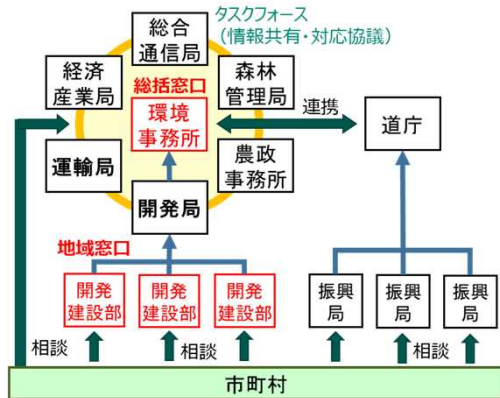 タスクフォース
(情報共有・対応協議)
総合
通信局
経済
産業局
森林
管理局
総括窓口
環境
事務所
連携
道庁
運輸局
農政
事務所
開発局
地域窓口
開発
建設部
開発
建設部
開発
建設部
振興
局
振興
局
振興
局
相談
相談
相談
市町村